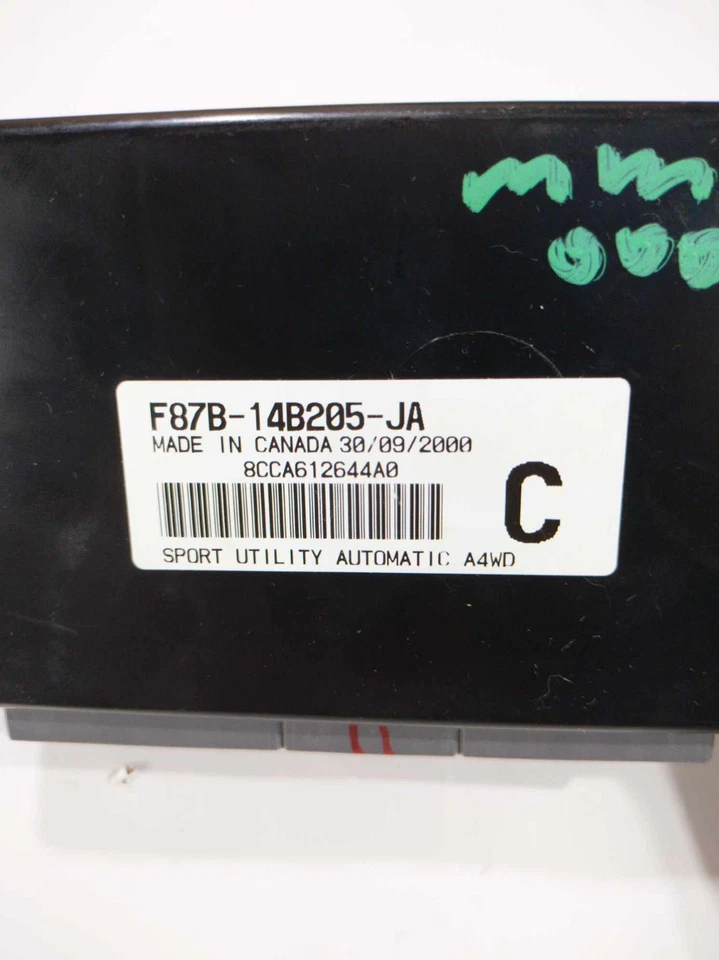 F87B-14B205-JA
MADE IN CANADA 30/09/2000
8CCA612644A0
C
SPORT UTILITY AUTOMATIC A4WD